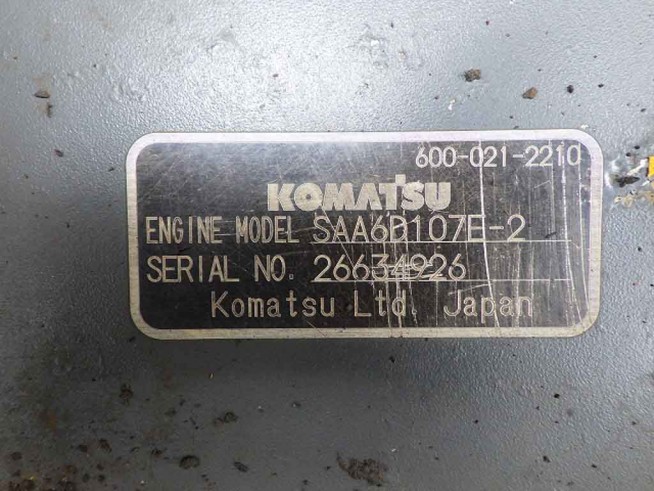 600-021-2210
KOMATSU
ENGINE MODEL SAA6D107E-2
SERIAL NO. 26634926
Komatsu Ltd. Japan